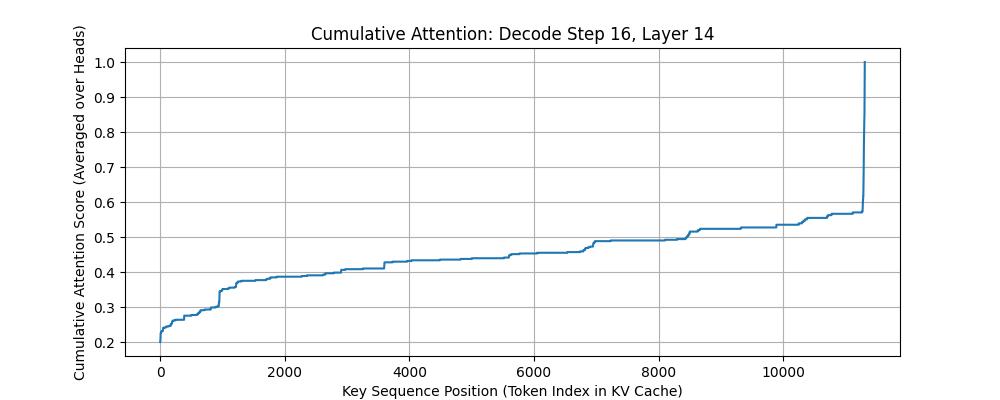 Cumulative Attention: Decode Step 16, Layer 14
Cumulative Attention Score (Averaged over Heads)
1.0
0.9
0.8
0.7
0.6
0.5
0.4
0.3
0.2
0 2000 4000 6000 8000 10000
Key Sequence Position (Token Index in KV Cache)